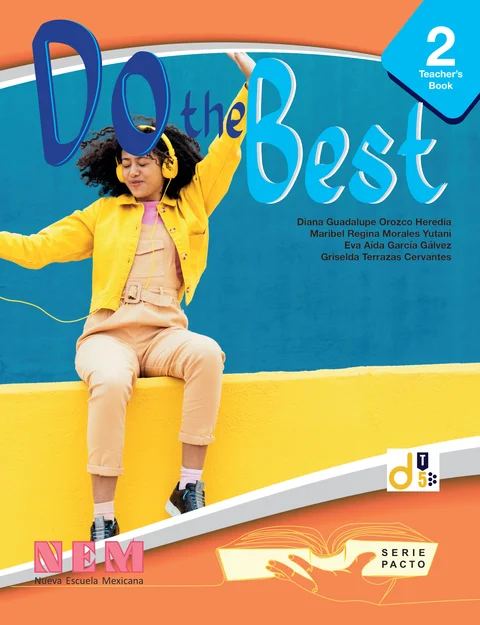 Do the Best
2
Teacher's
Book
Diana Guadalupe Orozco Heredia
Maribel Regina Morales Yutani
Eva Aida García Gálvez
Griselda Terrazas Cervantes
d T
5
NEM
Nueva Escuela Mexicana
SERIE
PACTO